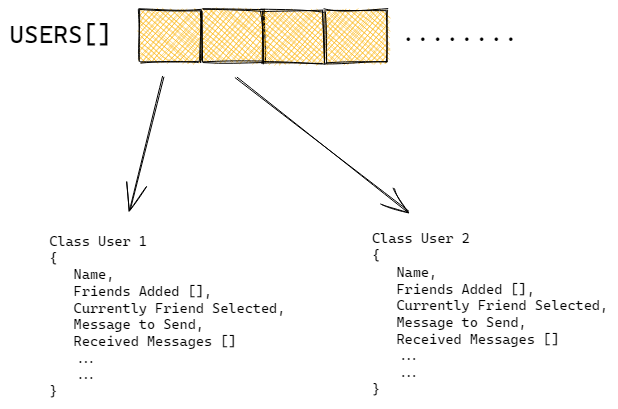 USERS[] ........
Class User 1
{
Name,
Friends Added [],
Currently Friend Selected,
Message to Send,
Received Messages []
...
...
}
Class User 2
{
Name,
Friends Added [],
Currently Friend Selected,
Message to Send,
Received Messages []
...
...
}